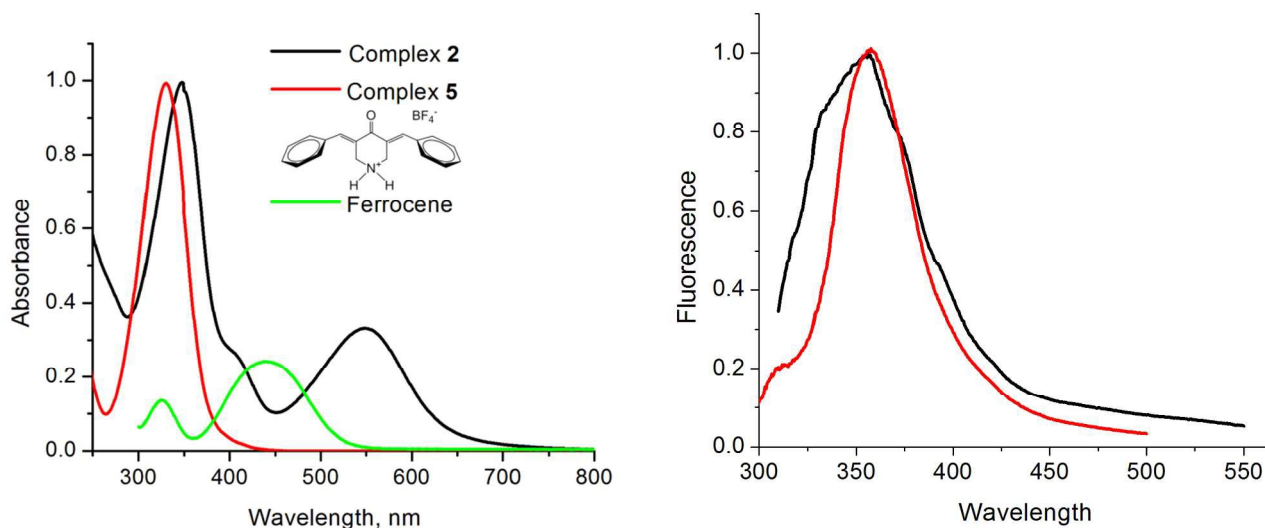 Complex 2
Complex 5
O
BF4-
N+
H H
Ferrocene
Absorbance
1.0
0.8
0.6
0.4
0.2
0.0
300 400 500 600 700 800
Wavelength, nm
Fluorescence
1.0
0.8
0.6
0.4
0.2
0.0
300 350 400 450 500 550
Wavelength